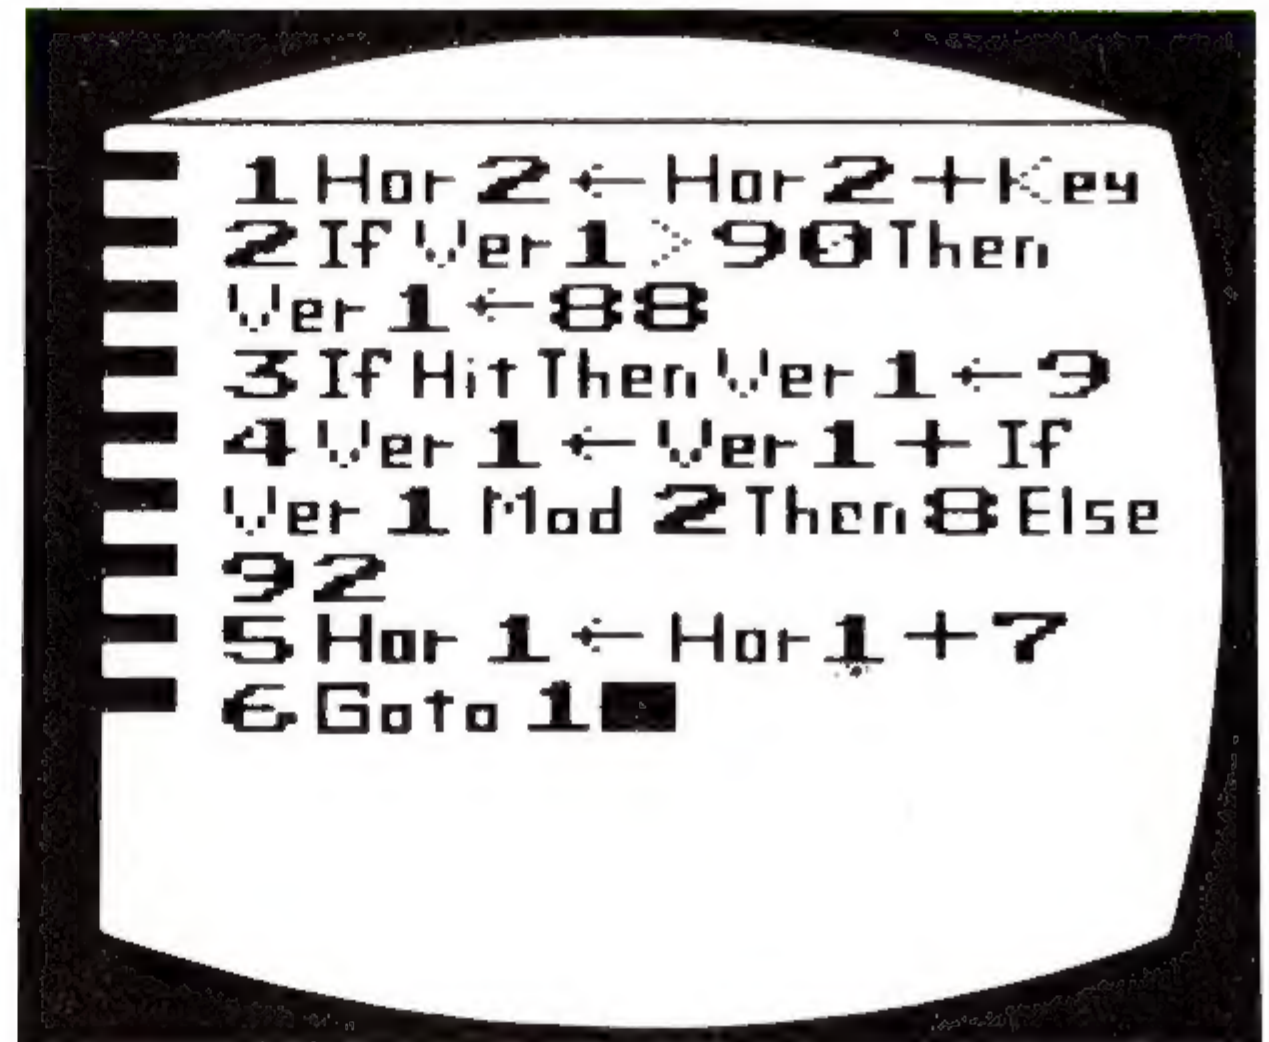 1 Hor 2 ← Hor 2 + Key
2 If Ver 1 > 90 Then
Ver 1 ← 88
3 If Hit Then Ver 1 ← 9
4 Ver 1 ← Ver 1 + If
Ver 1 Mod 2 Then 8 Else
92
5 Hor 1 ← Hor 1 + 7
6 Goto 1